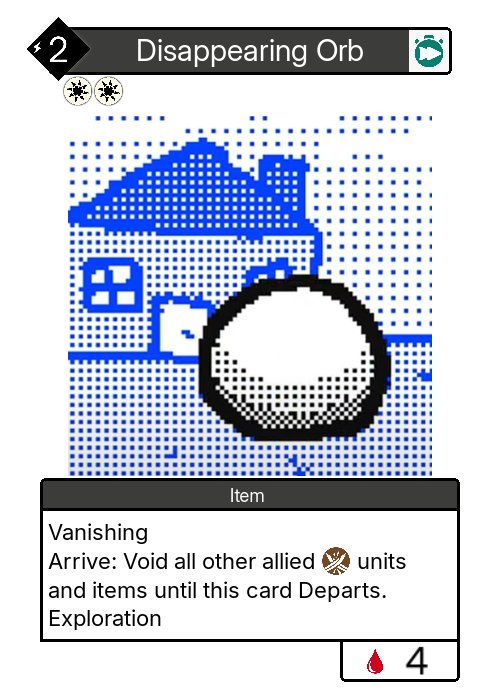 2
Disappearing Orb
Item
Vanishing
Arrive: Void all other allied units
and items until this card Departs.
Exploration
4